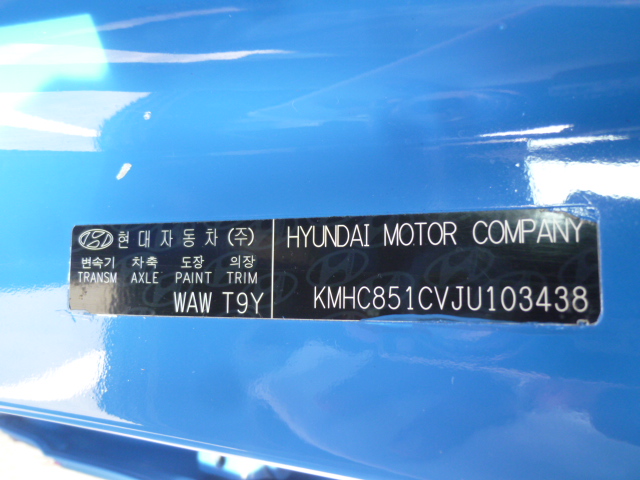 현대자동차 (주)
변속기 차축 도장 의장
TRANSM AXLE PAINT TRIM
WAW T9Y
HYUNDAI MOTOR COMPANY
KMHC851CVJU103438